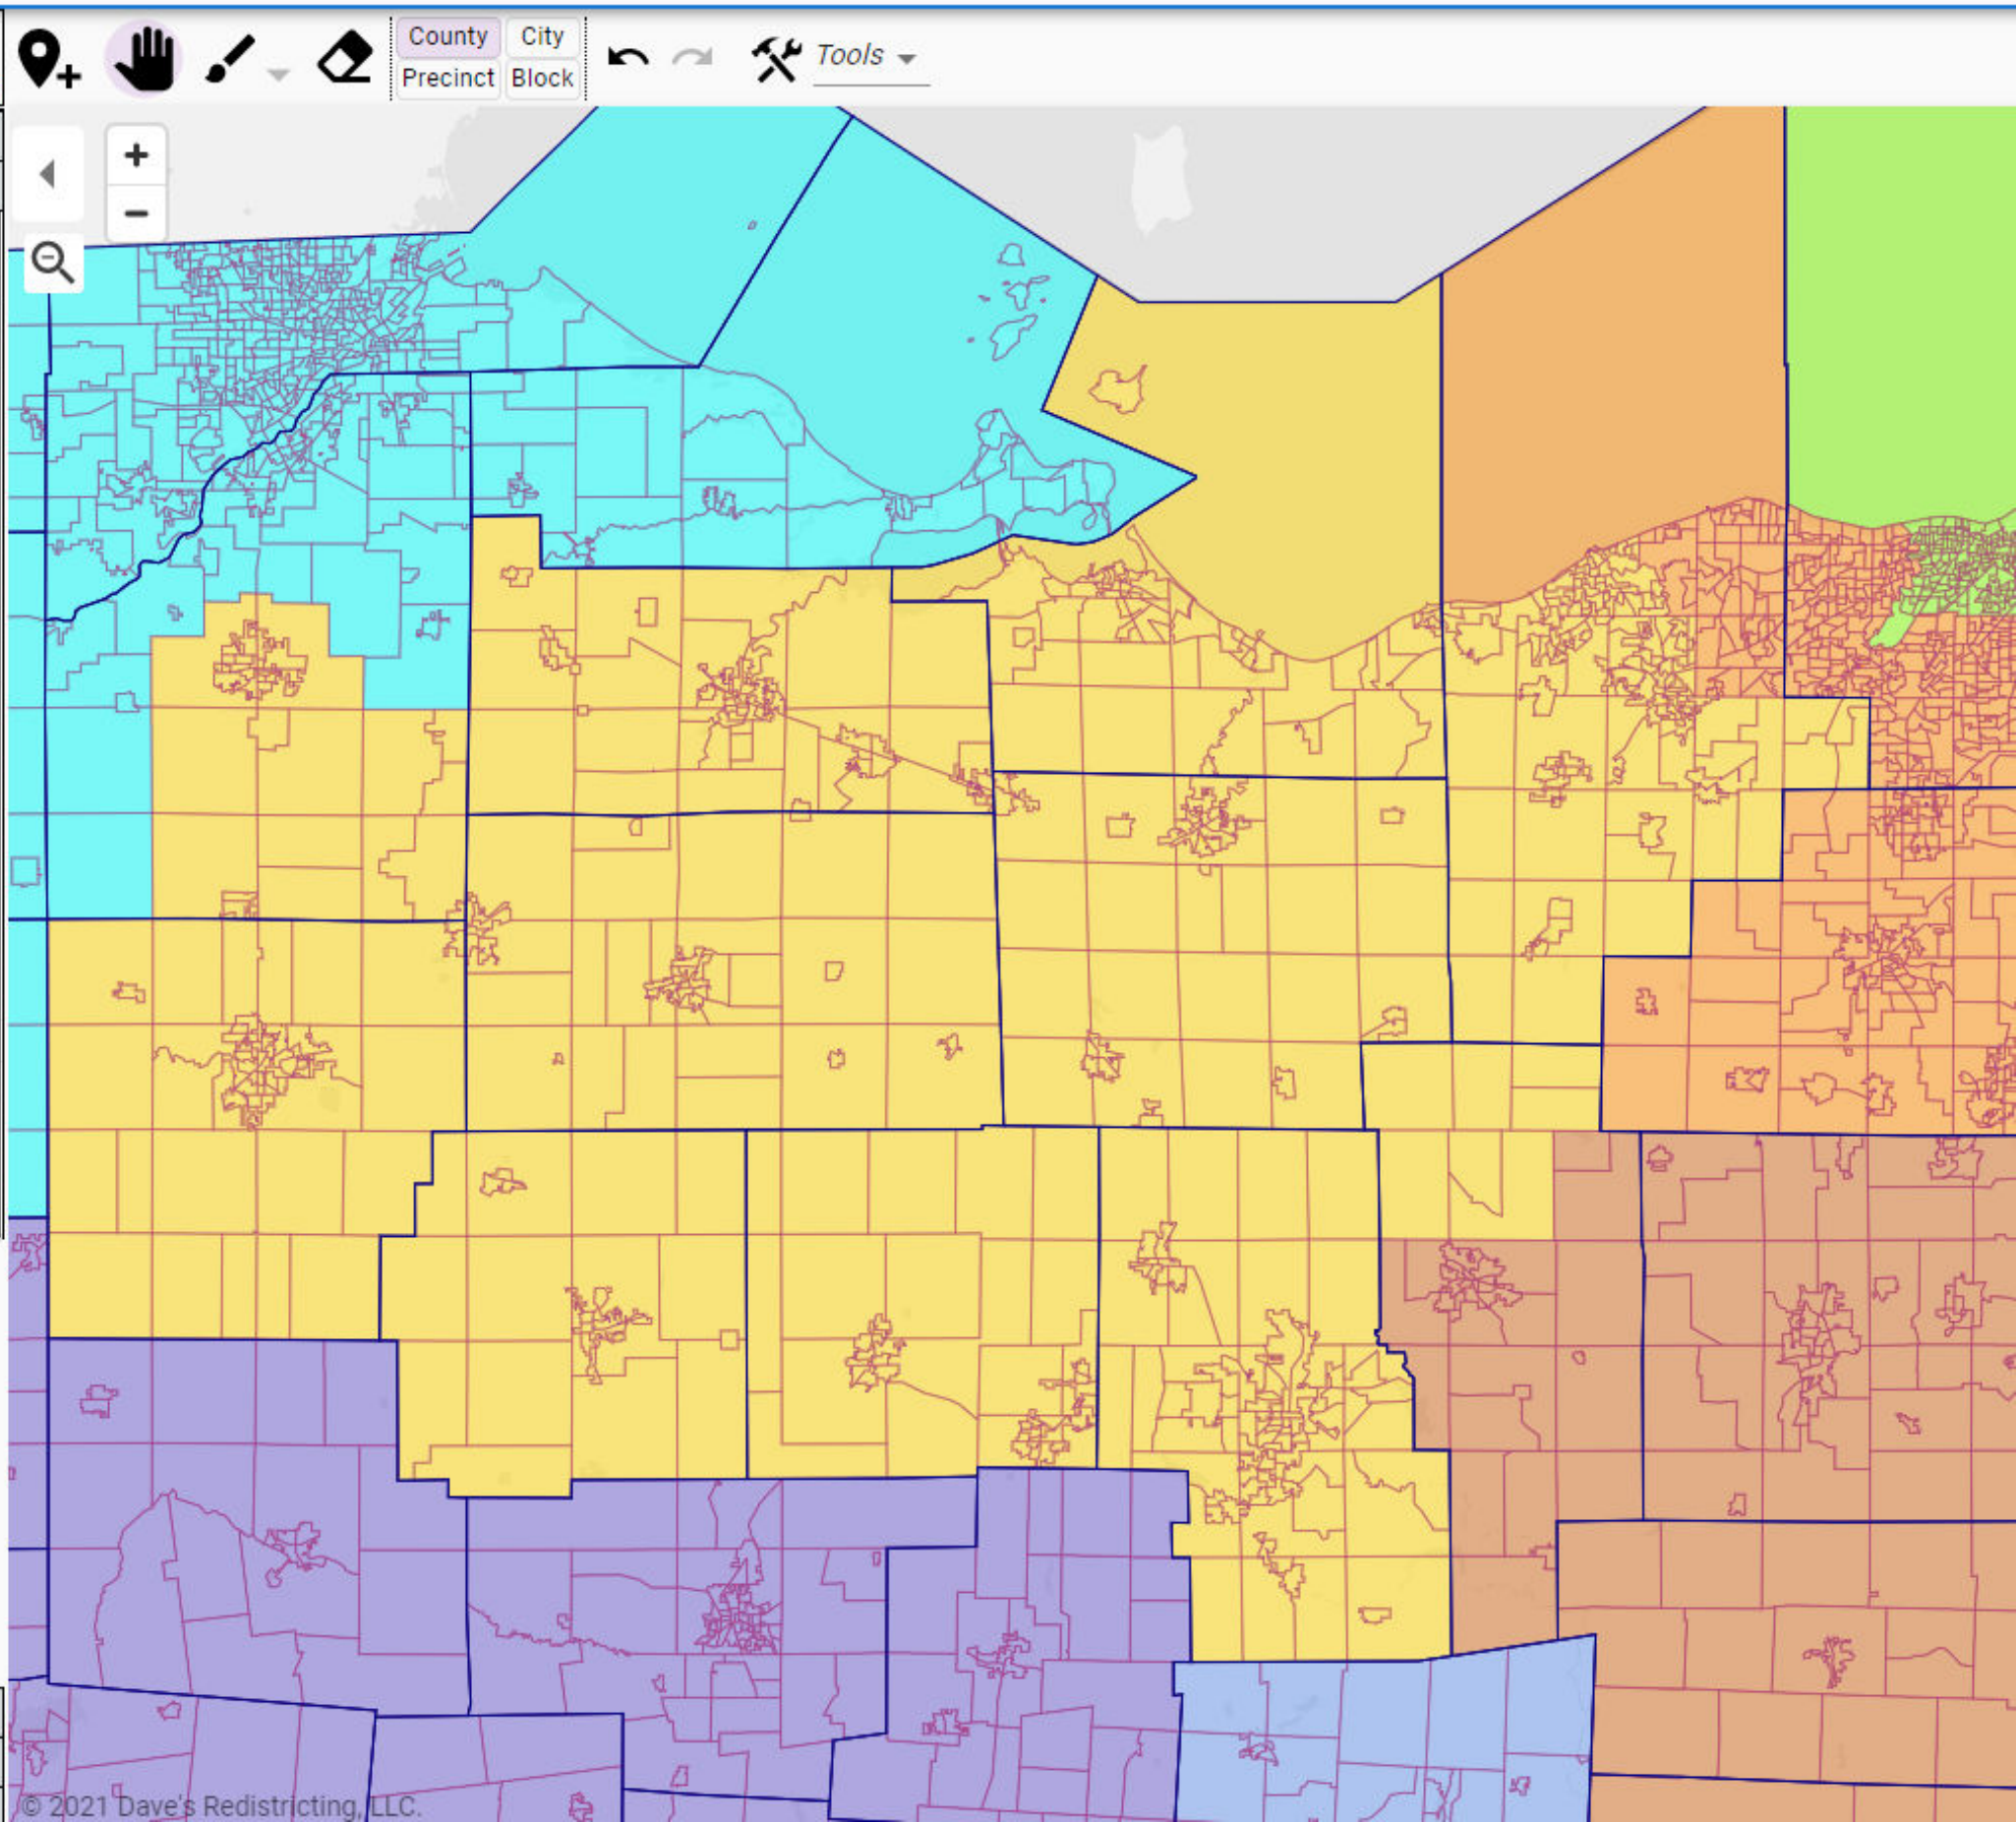 County City
Precinct Block
Tools
+
−
© 2021 Dave's Redistricting, LLC.